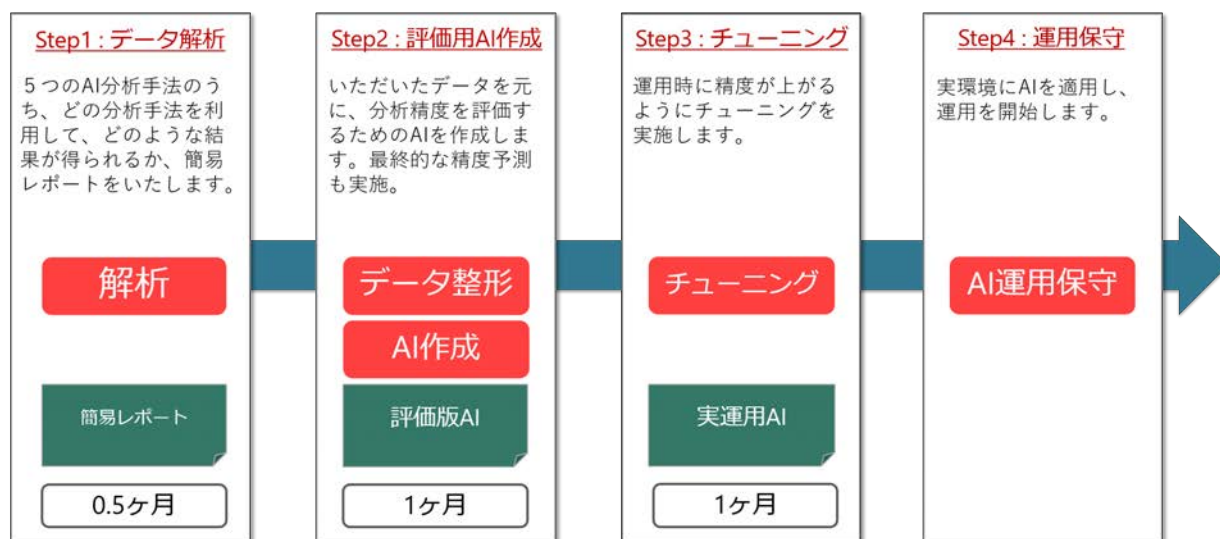 Step1：データ解析
５つのAI分析手法のう
ち、どの分析手法を利
用して、どのような結
果が得られるか、簡易
レポートをいたします。
解析
簡易レポート
0.5ヶ月
Step2：評価用AI作成
いただいたデータを元
に、分析精度を評価す
るためのAIを作成しま
す。最終的な精度予測
も実施。
データ整形
AI作成
評価版AI
1ヶ月
Step3：チューニング
運用時に精度が上がる
ようにチューニングを
実施します。
チューニング
実運用AI
1ヶ月
Step4：運用保守
実環境にAIを適用し、
運用を開始します。
AI運用保守